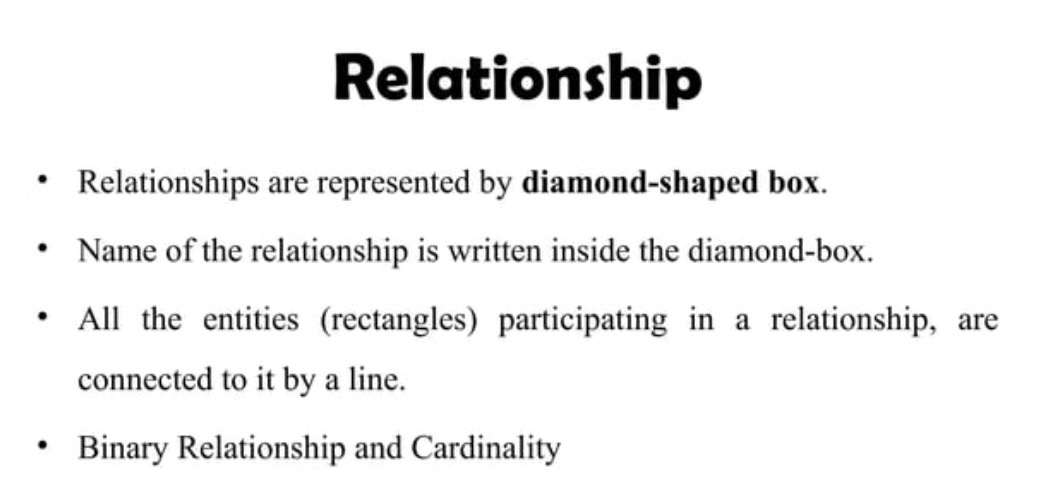 Relationship
• Relationships are represented by diamond-shaped box.
• Name of the relationship is written inside the diamond-box.
• All the entities (rectangles) participating in a relationship, are
connected to it by a line.
• Binary Relationship and Cardinality